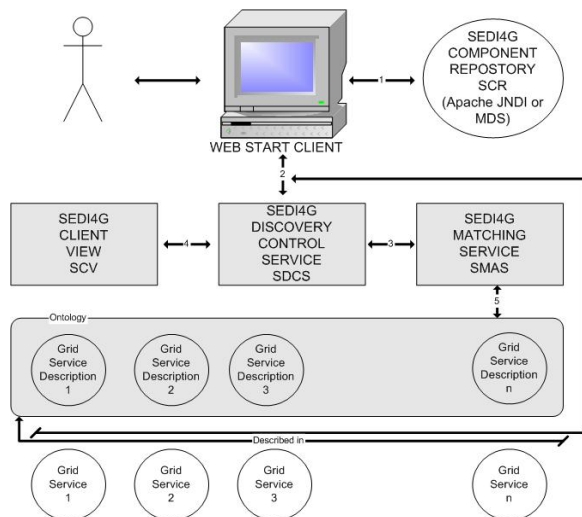 SEDI4G
COMPONENT
REPOSTORY
SCR
(Apache JNDI or
MDS)
1
WEB START CLIENT
2
SEDI4G
CLIENT
VIEW
SCV
4
SEDI4G
DISCOVERY
CONTROL
SERVICE
SDCS
3
SEDI4G
MATCHING
SERVICE
SMAS
5
Ontology
Grid
Service
Description
1
Grid
Service
Description
2
Grid
Service
Description
3
Grid
Service
Description
n
Described in
Grid
Service
1
Grid
Service
2
Grid
Service
3
Grid
Service
n